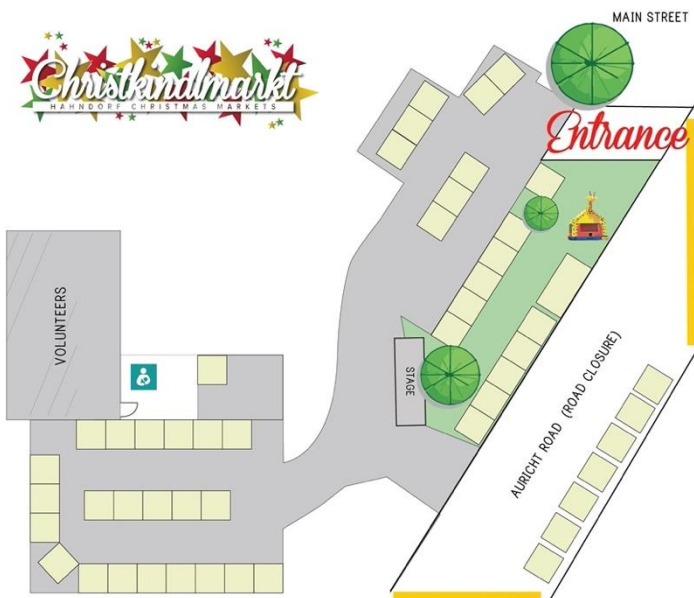 MAIN STREET
Christkindlmarkt
HAHNDORF CHRISTMAS MARKETS
Entrance
VOLUNTEERS
STAGE
AURICHT ROAD (ROAD CLOSURE)